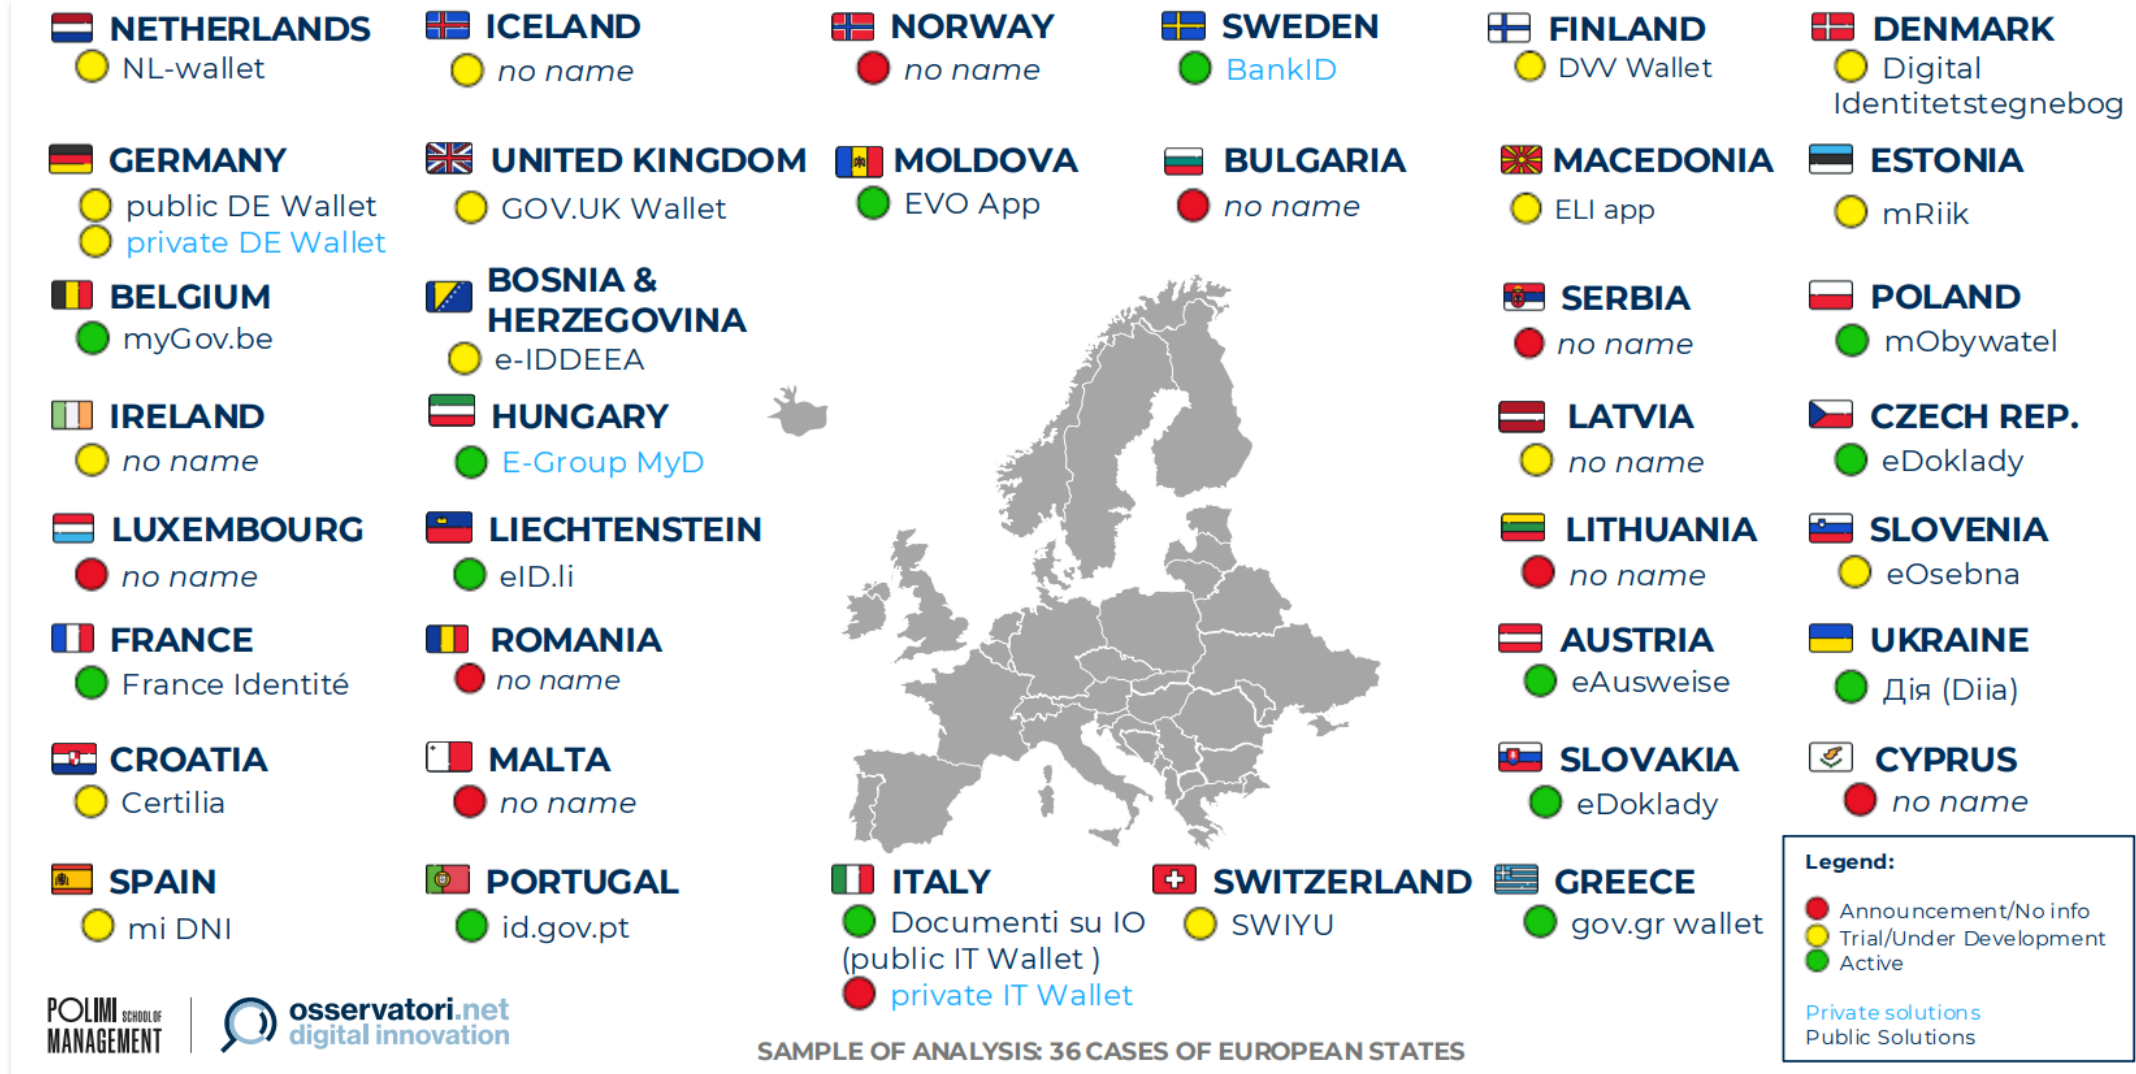 NETHERLANDS
NL-wallet
ICELAND
no name
NORWAY
no name
SWEDEN
BankID
FINLAND
DVV Wallet
DENMARK
Digital
Identitetstegnebog
GERMANY
public DE Wallet
private DE Wallet
UNITED KINGDOM
GOV.UK Wallet
MOLDOVA
EVO App
BULGARIA
no name
MACEDONIA
ELI app
ESTONIA
mRiik
BELGIUM
myGov.be
BOSNIA &
HERZEGOVINA
e-IDDEEA
SERBIA
no name
POLAND
mObywatel
IRELAND
no name
HUNGARY
E-Group MyD
LATVIA
no name
CZECH REP.
eDoklady
LUXEMBOURG
no name
LIECHTENSTEIN
eID.li
LITHUANIA
no name
SLOVENIA
eOsebna
FRANCE
France Identité
ROMANIA
no name
AUSTRIA
eAusweise
UKRAINE
Дія (Diia)
CROATIA
Certilia
MALTA
no name
SLOVAKIA
eDoklady
CYPRUS
no name
SPAIN
mi DNI
PORTUGAL
id.gov.pt
ITALY
Documenti su IO
(public IT Wallet )
private IT Wallet
SWITZERLAND
SWIYU
GREECE
gov.gr wallet
Legend:
Announcement/No info
Trial/Under Development
Active
Private solutions
Public Solutions
POLIMI SCHOOL OF
MANAGEMENT
osservatori.net
digital innovation
SAMPLE OF ANALYSIS: 36 CASES OF EUROPEAN STATES